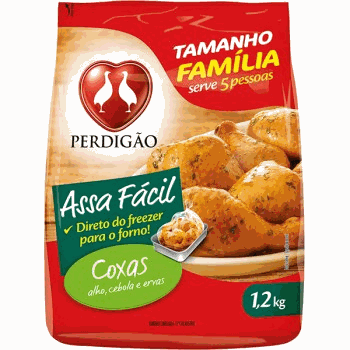 TAMANHO
FAMÍLIA
serve 5 pessoas
PERDIGÃO
Assa Fácil
✓ Direto do freezer
para o forno!
Coxas
alho, cebola e ervas
1,2 kg